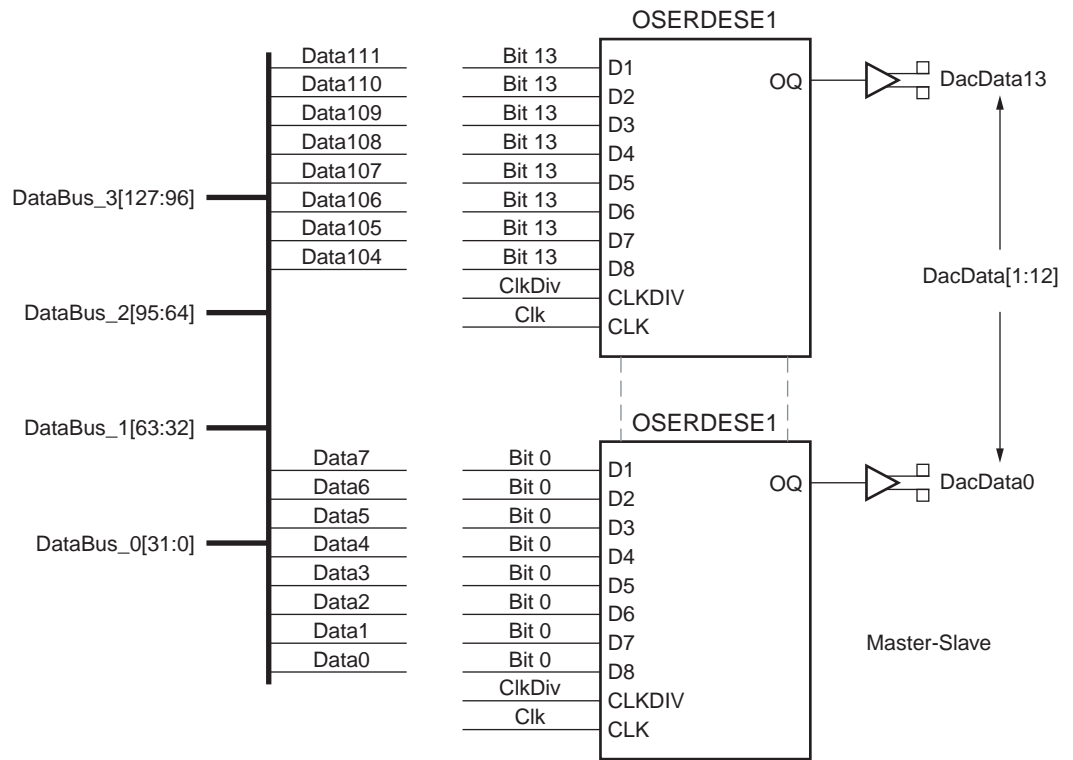 OSERDESE1
Data111 Bit 13 D1 OQ DacData13
Data110 Bit 13 D2
Data109 Bit 13 D3
Data108 Bit 13 D4
Data107 Bit 13 D5
DataBus_3[127:96]
Data106 Bit 13 D6
Data105 Bit 13 D7
Data104 Bit 13 D8
DacData[1:12]
ClkDiv CLKDIV
DataBus_2[95:64]
Clk CLK
OSERDESE1
DataBus_1[63:32]
Data7 Bit 0 D1 OQ DacData0
Data6 Bit 0 D2
Data5 Bit 0 D3
DataBus_0[31:0]
Data4 Bit 0 D4
Data3 Bit 0 D5
Data2 Bit 0 D6
Data1 Bit 0 D7 Master-Slave
Data0 Bit 0 D8
ClkDiv CLKDIV
Clk CLK